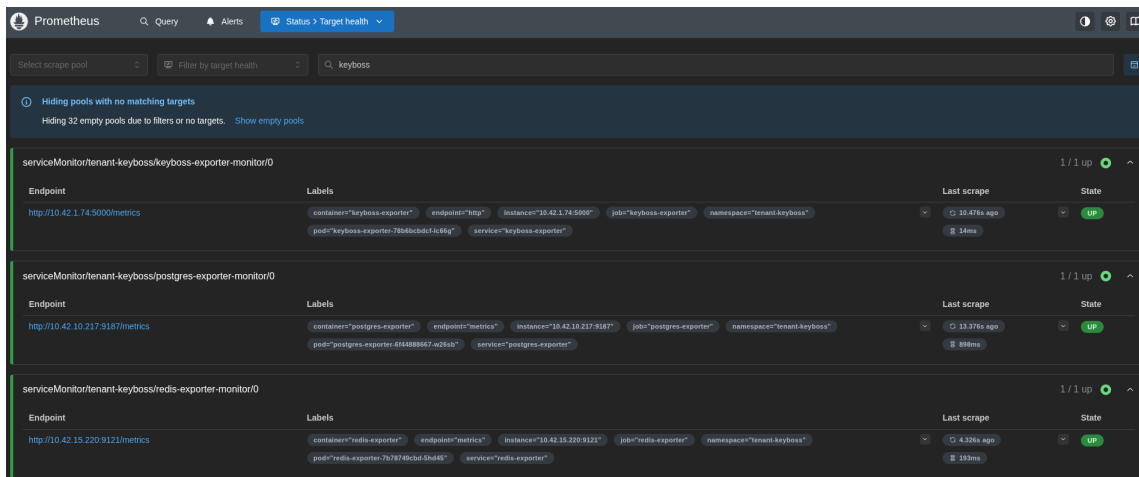 Prometheus Query Alerts Status > Target health
Select scrape pool Filter by target health keyboss
Hiding pools with no matching targets
Hiding 32 empty pools due to filters or no targets. Show empty pools
serviceMonitor/tenant-keyboss/keyboss-exporter-monitor/0 1 / 1 up
Endpoint Labels Last scrape State
http://10.42.1.74:5000/metrics container="keyboss-exporter" endpoint="http" instance="10.42.1.74:5000" job="keyboss-exporter" namespace="tenant-keyboss" 10.476s ago UP
pod="keyboss-exporter-78b6bcbdcf-lc66g" service="keyboss-exporter" 14ms
serviceMonitor/tenant-keyboss/postgres-exporter-monitor/0 1 / 1 up
Endpoint Labels Last scrape State
http://10.42.10.217:9187/metrics container="postgres-exporter" endpoint="metrics" instance="10.42.10.217:9187" job="postgres-exporter" namespace="tenant-keyboss" 13.376s ago UP
pod="postgres-exporter-6f44888667-w26sb" service="postgres-exporter" 898ms
serviceMonitor/tenant-keyboss/redis-exporter-monitor/0 1 / 1 up
Endpoint Labels Last scrape State
http://10.42.15.220:9121/metrics container="redis-exporter" endpoint="metrics" instance="10.42.15.220:9121" job="redis-exporter" namespace="tenant-keyboss" 4.326s ago UP
pod="redis-exporter-7b78749cbd-5hd45" service="redis-exporter" 193ms